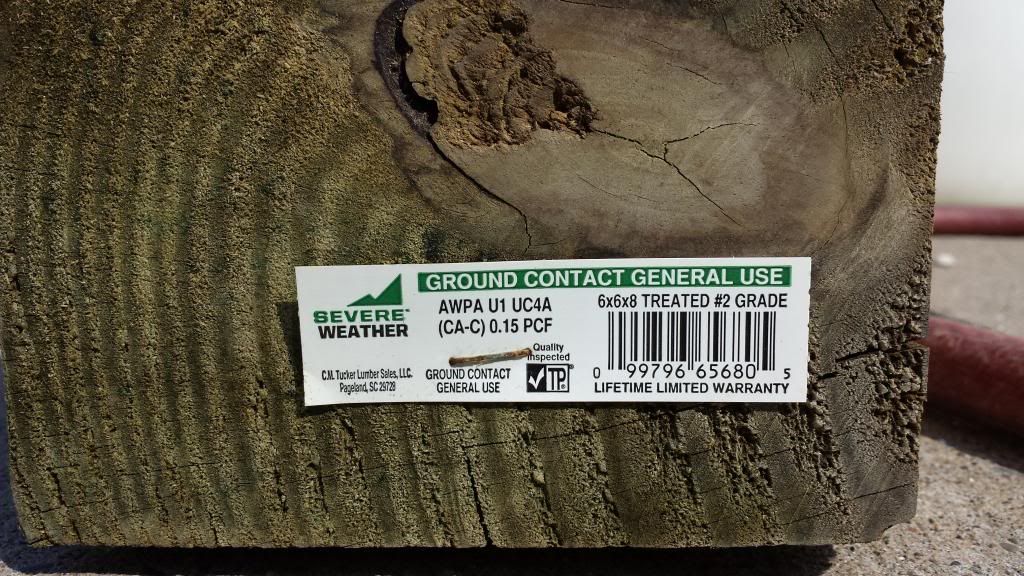 GROUND CONTACT GENERAL USE
SEVERE
WEATHER
AWPA U1 UC4A
(CA-C) 0.15 PCF
6x6x8 TREATED #2 GRADE
Quality
Inspected
TP
C.M. Tucker Lumber Sales, LLC.
Pageland, SC 29728
GROUND CONTACT
GENERAL USE
0 99796 65680 5
LIFETIME LIMITED WARRANTY